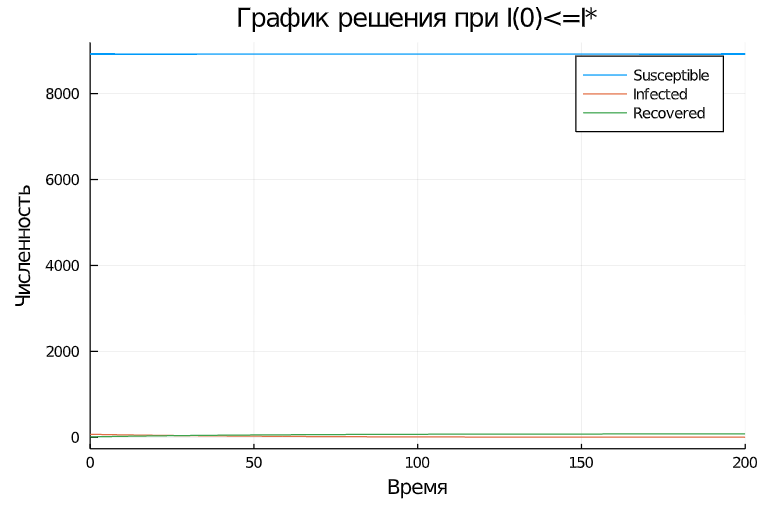 График решения при I(0)<=I*
Численность
8000
6000
4000
2000
0
Susceptible
Infected
Recovered
0 50 100 150 200
Время